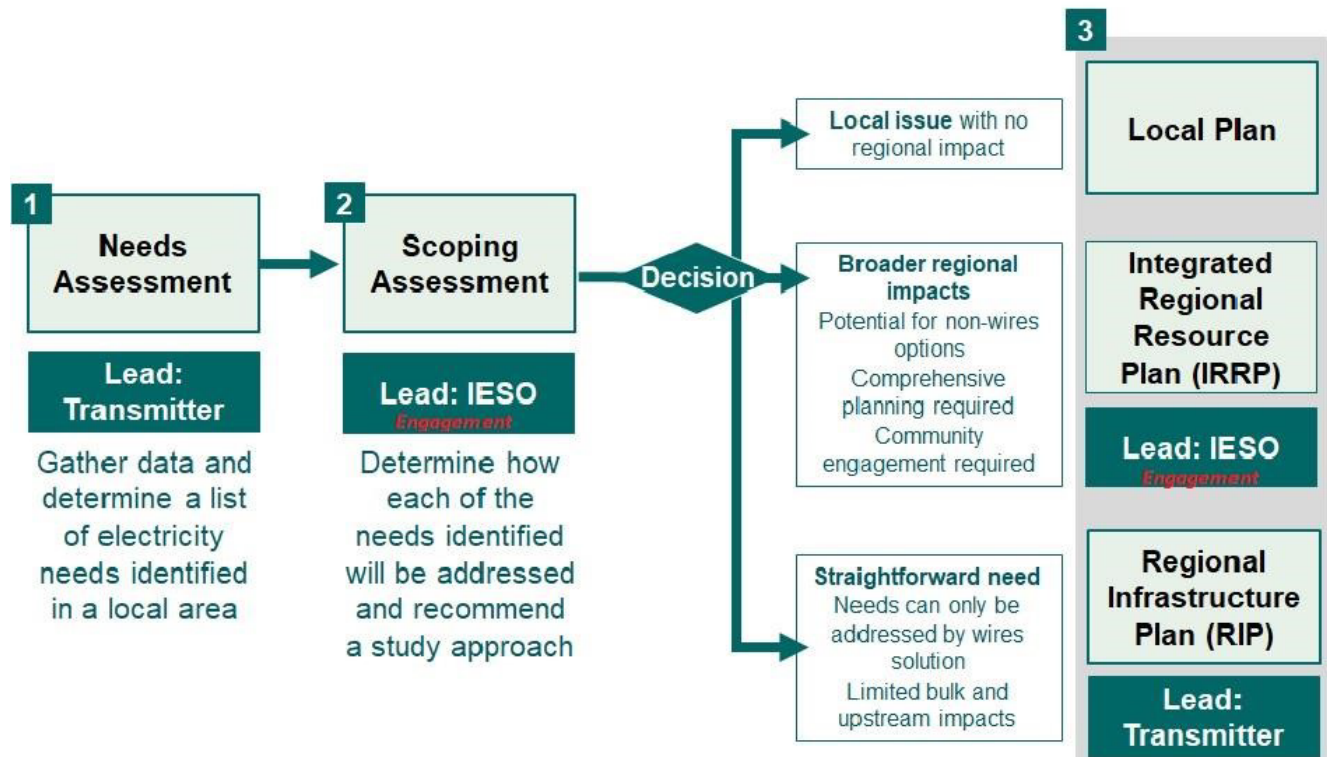 1
Needs
Assessment
Lead:
Transmitter
Gather data and
determine a list
of electricity
needs identified
in a local area
2
Scoping
Assessment
Lead: IESO
Engagement
Determine how
each of the
needs identified
will be addressed
and recommend
a study approach
Decision
Local issue with no
regional impact
Broader regional
impacts
Potential for non-wires
options
Comprehensive
planning required
Community
engagement required
Straightforward need
Needs can only be
addressed by wires
solution
Limited bulk and
upstream impacts
3
Local Plan
Integrated
Regional
Resource
Plan (IRRP)
Lead: IESO
Engagement
Regional
Infrastructure
Plan (RIP)
Lead:
Transmitter